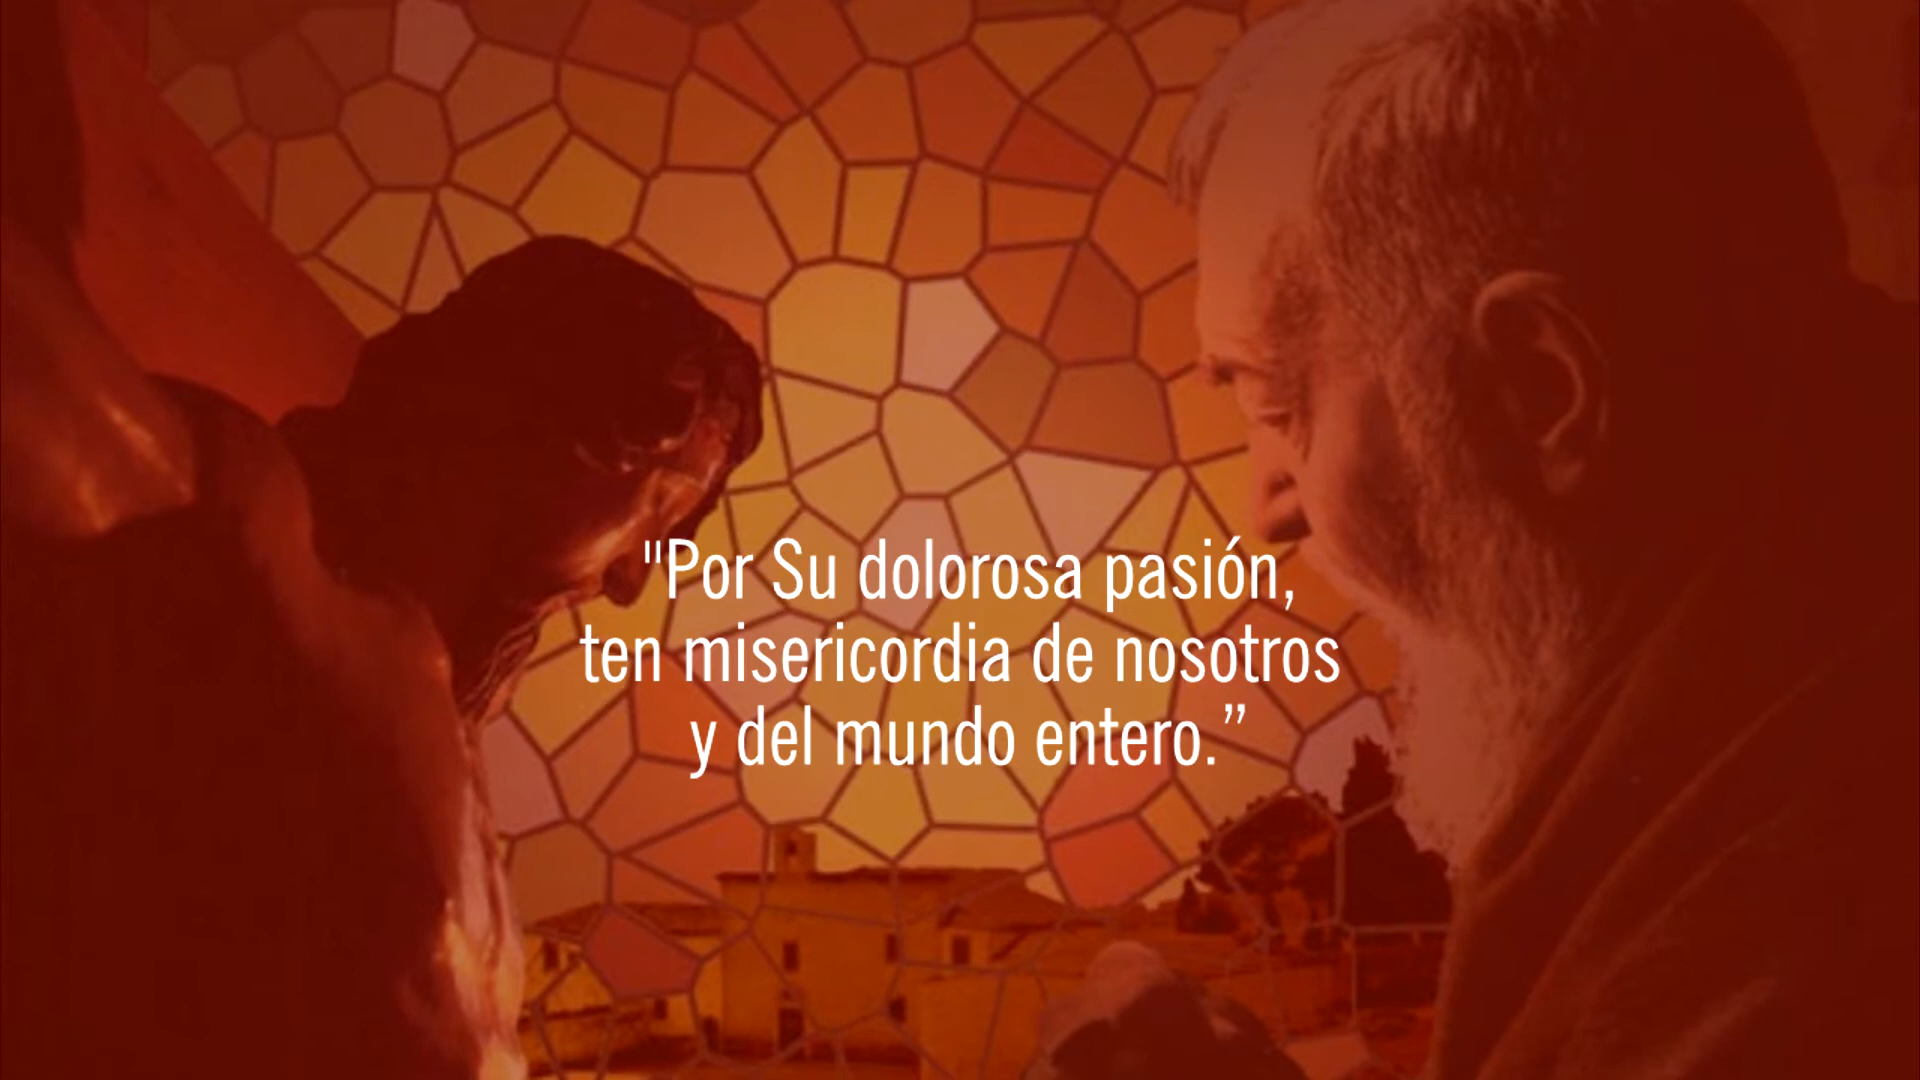 "Por Su dolorosa pasión,
ten misericordia de nosotros
y del mundo entero.”